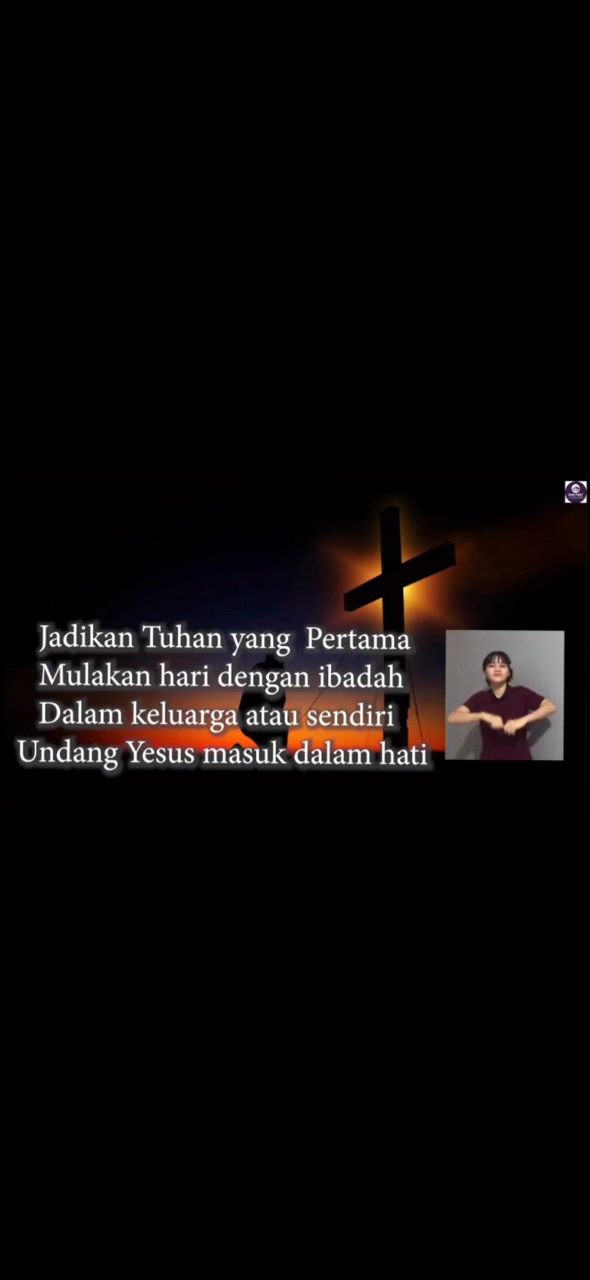 Jadikan Tuhan yang Pertama
Mulakan hari dengan ibadah
Dalam keluarga atau sendiri
Undang Yesus masuk dalam hati